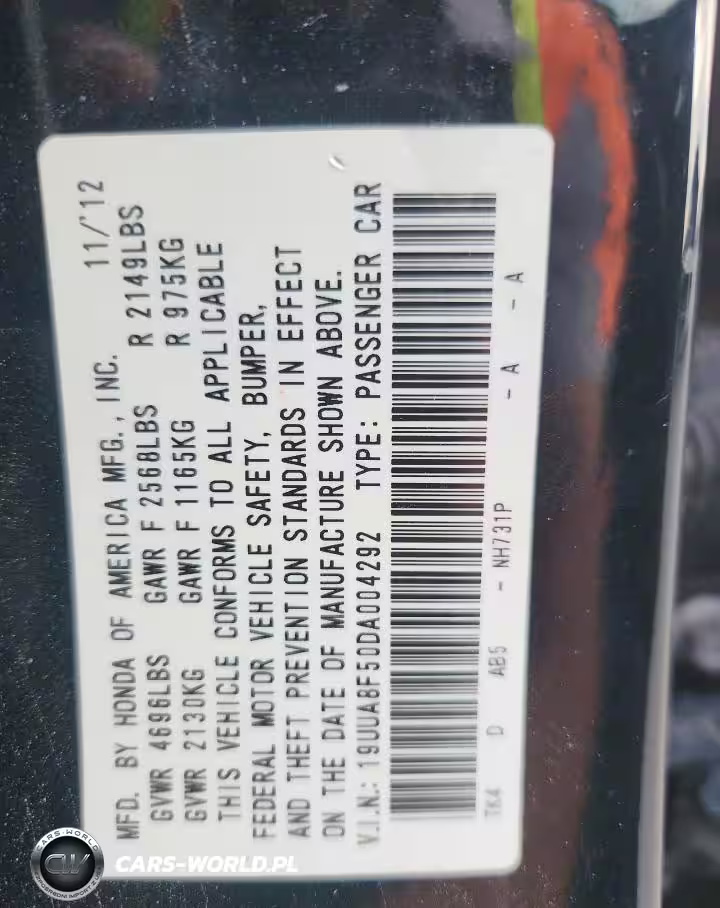 MFD. BY HONDA OF AMERICA MFG., INC. 11/'12
GVWR 4696LBS GAWR F 2568LBS R 2149LBS
GVWR 2130KG GAWR F 1165KG R 975KG
THIS VEHICLE CONFORMS TO ALL APPLICABLE
FEDERAL MOTOR VEHICLE SAFETY, BUMPER,
AND THEFT PREVENTION STANDARDS IN EFFECT
ON THE DATE OF MANUFACTURE SHOWN ABOVE.
V.I.N.: 19UUA8F50DA004292 TYPE: PASSENGER CAR
TK4 D AB5 - NH731P - A - A
CARS-WORLD
CARS-WORLD.PL